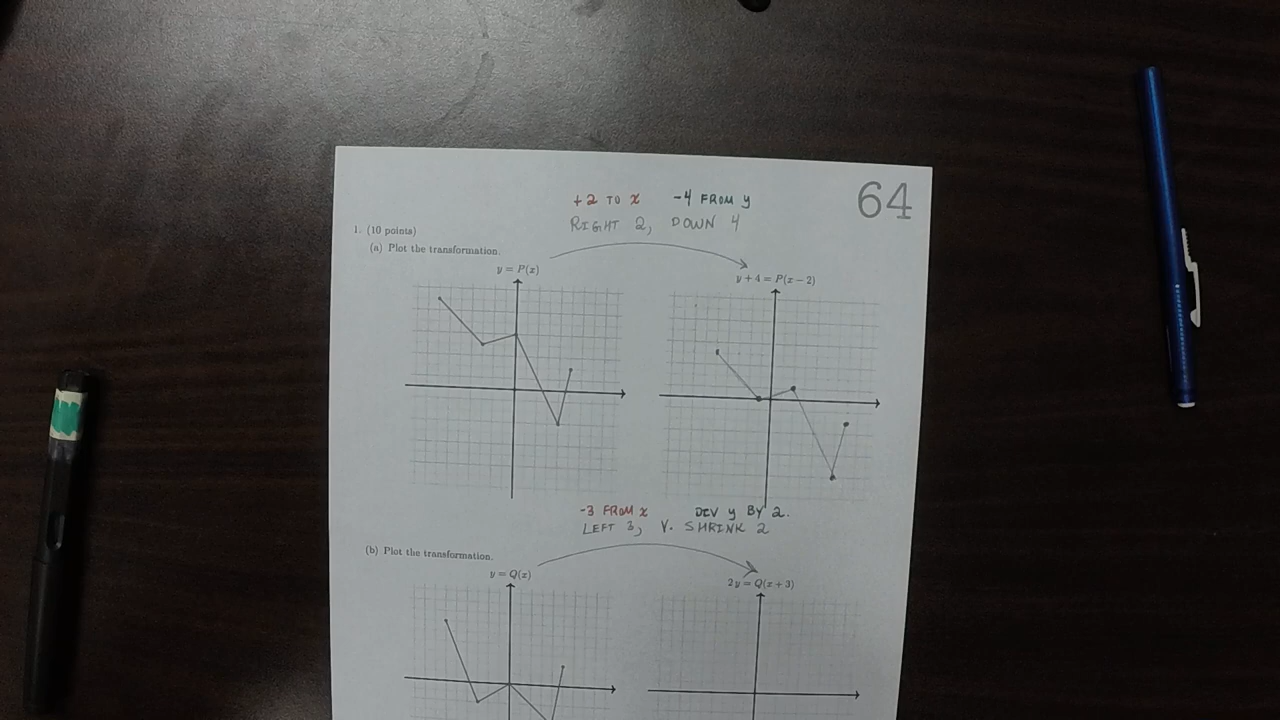 64
+2 TO x -4 FROM y
RIGHT 2, DOWN 4
1. (10 points)
(a) Plot the transformation.
y = P(x)
y + 4 = P(x − 2)
-3 FROM x DIV y BY 2.
LEFT 3, V. SHRINK 2
(b) Plot the transformation.
y = Q(x)
2y = Q(x + 3)